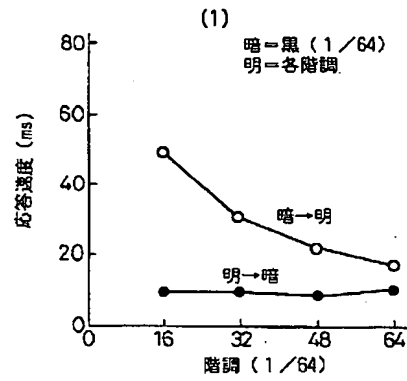 (1)
暗=黒(1/64)
明=各階調
80
60
40
20
0
応答速度(ms)
暗→明
明→暗
0 16 32 48 64
階調(1/64)